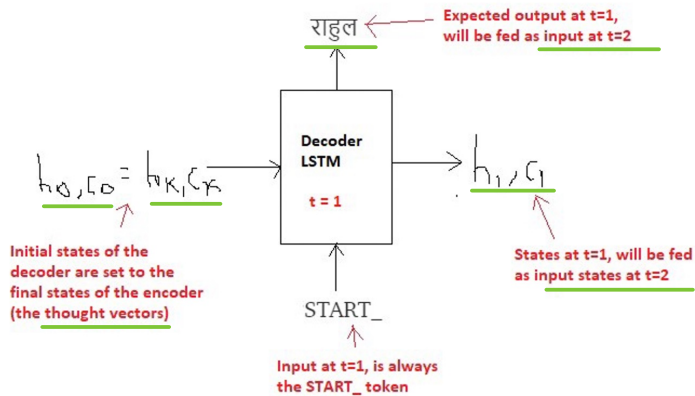 राहुल
Expected output at t=1,
will be fed as input at t=2
Decoder
LSTM
t = 1
h0, c0 = hk, ck
h1, c1
Initial states of the
decoder are set to the
final states of the encoder
(the thought vectors)
States at t=1, will be fed
as input states at t=2
START_
Input at t=1, is always
the START_ token